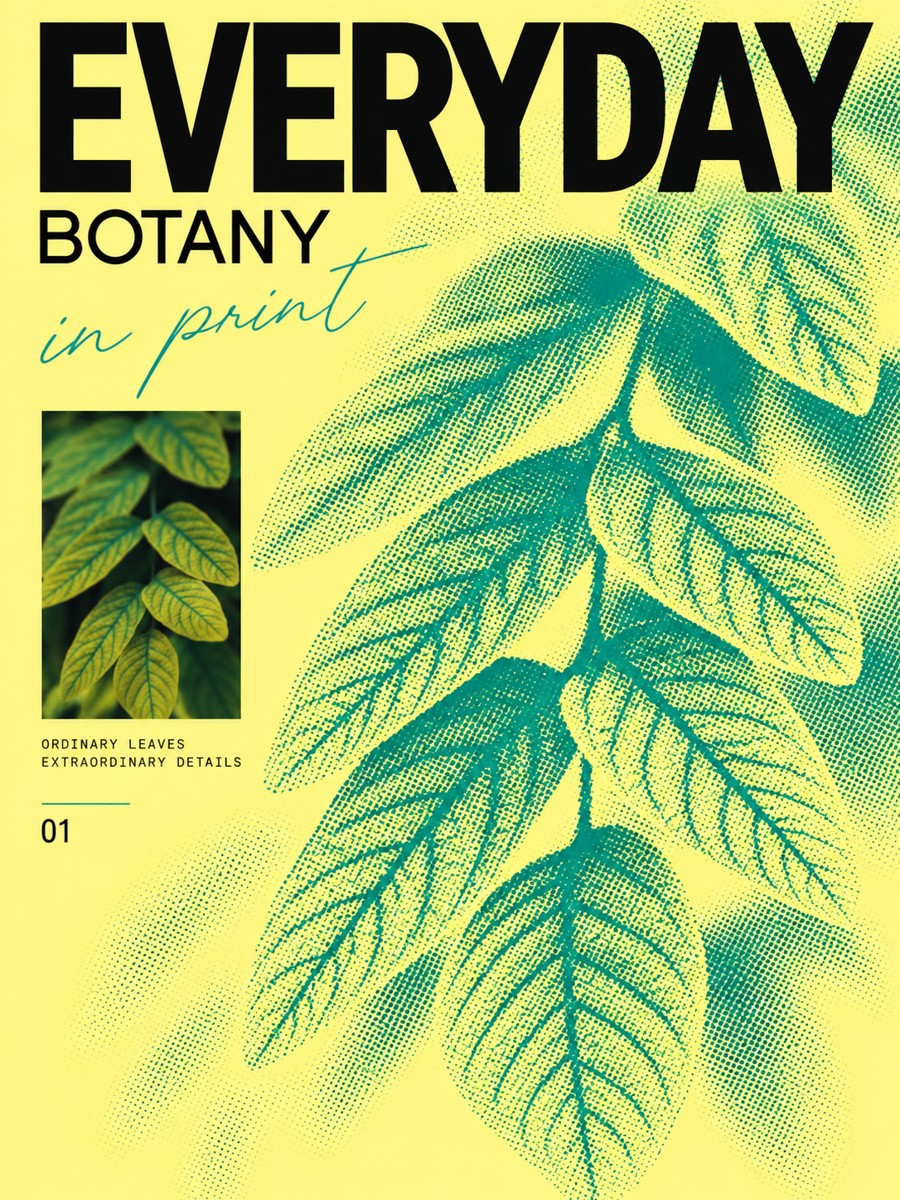 EVERYDAY
BOTANY
in print
ORDINARY LEAVES
EXTRAORDINARY DETAILS
01